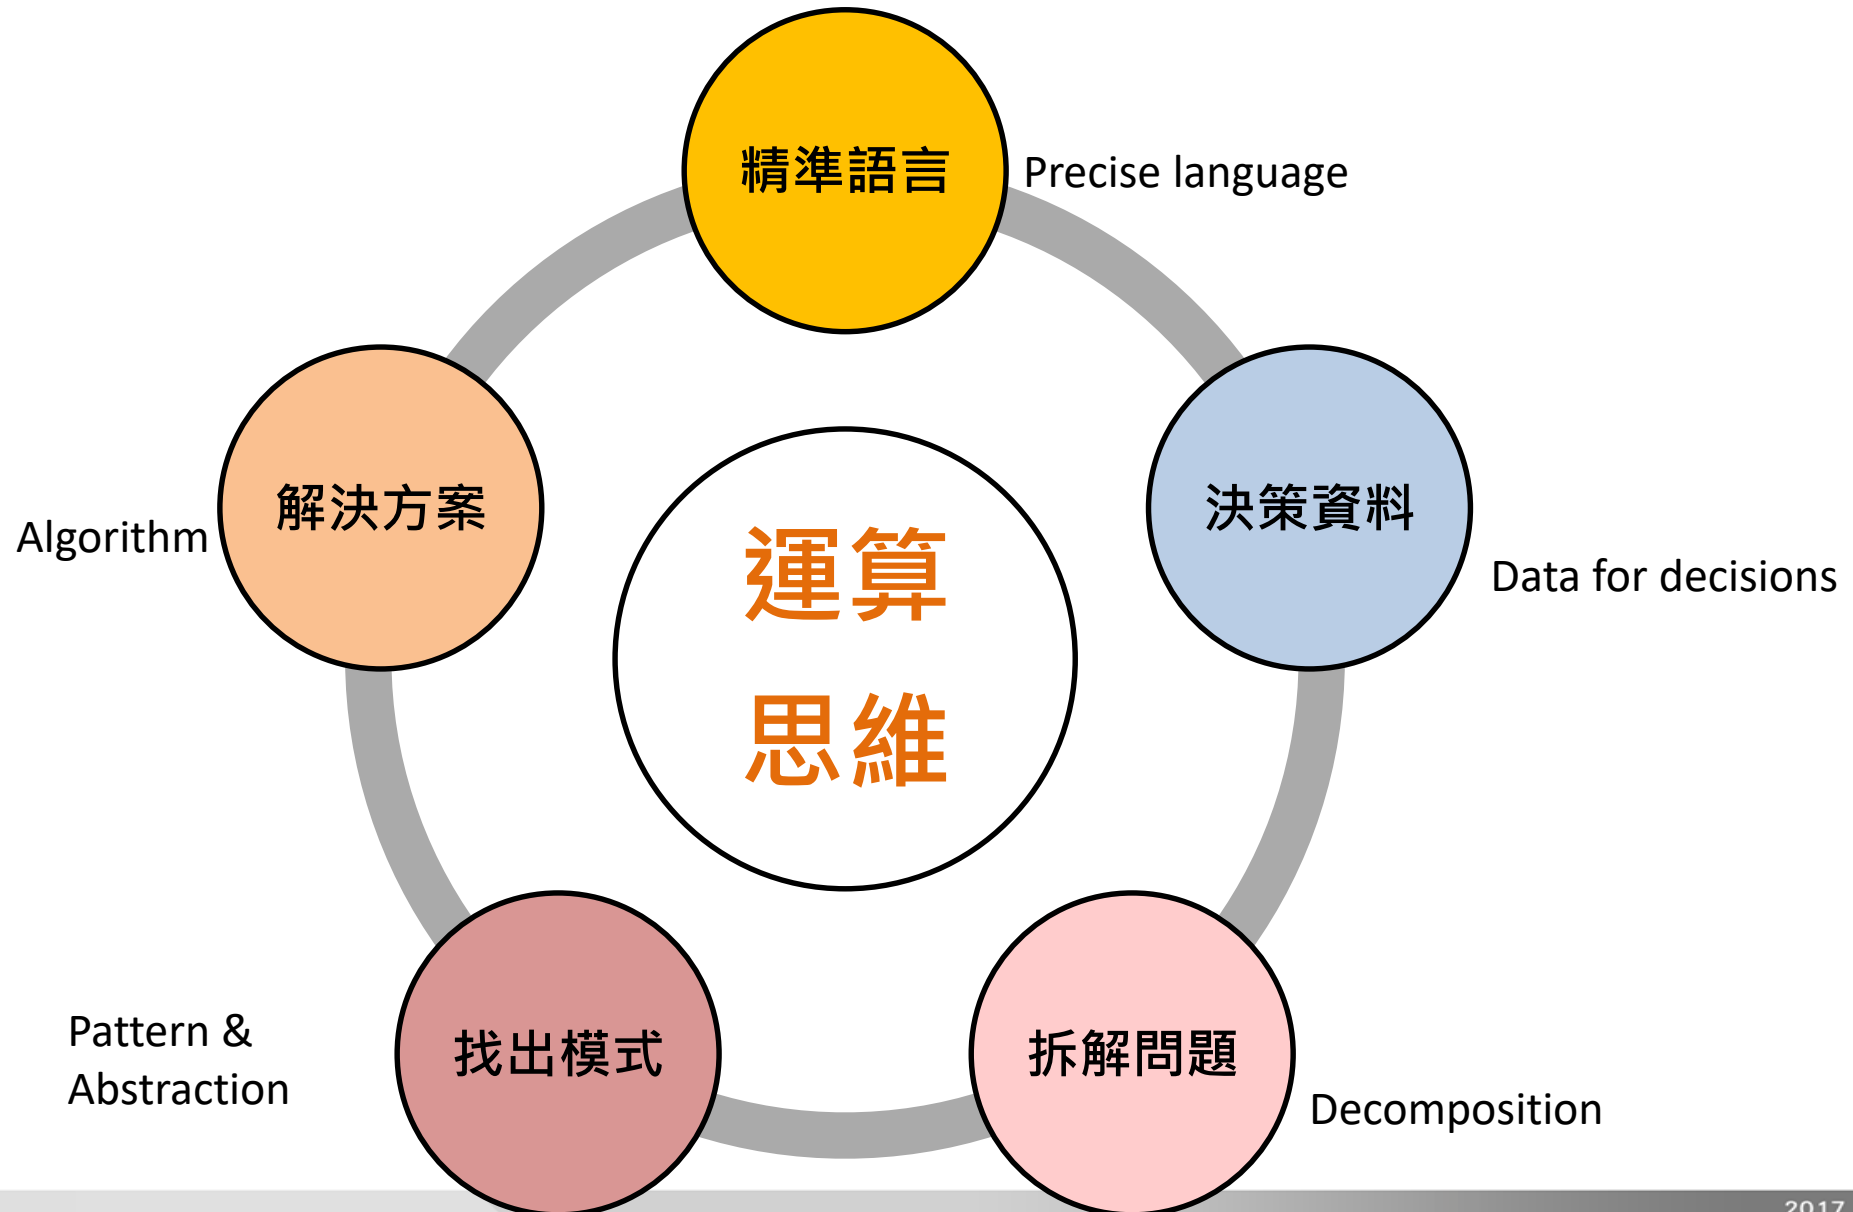 精準語言
Precise language
決策資料
Data for decisions
拆解問題
Decomposition
找出模式
Pattern &
Abstraction
解決方案
Algorithm
運算
思維
2017